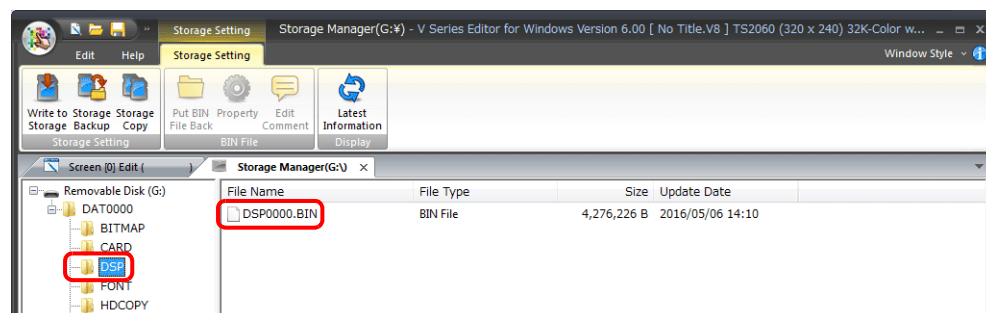 Storage Setting Storage Manager(G:¥) - V Series Editor for Windows Version 6.00 [ No Title.V8 ] TS2060 (320 x 240) 32K-Color w...
Edit Help Storage Setting Window Style
Write to Storage Storage Put BIN Property Edit Latest
Storage Backup Copy File Back Comment Information
Storage Setting BIN File Display
Screen [0] Edit ( ) Storage Manager(G:\) ×
Removable Disk (G:) File Name File Type Size Update Date
DAT0000 DSP0000.BIN BIN File 4,276,226 B 2016/05/06 14:10
BITMAP
CARD
DSP
FONT
HDCOPY